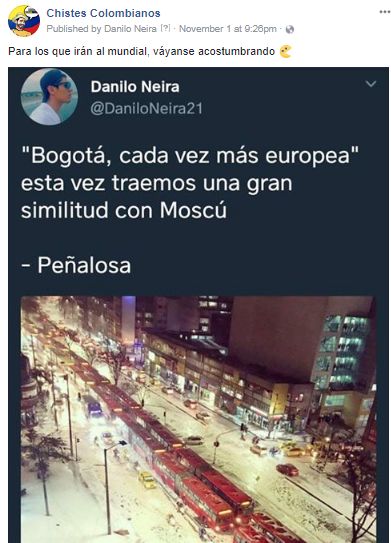 Chistes Colombianos
Published by Danilo Neira [?] · November 1 at 9:26pm ·
Para los que irán al mundial, váyanse acostumbrando
Danilo Neira
@DaniloNeira21
"Bogotá, cada vez más europea"
esta vez traemos una gran
similitud con Moscú
- Peñalosa